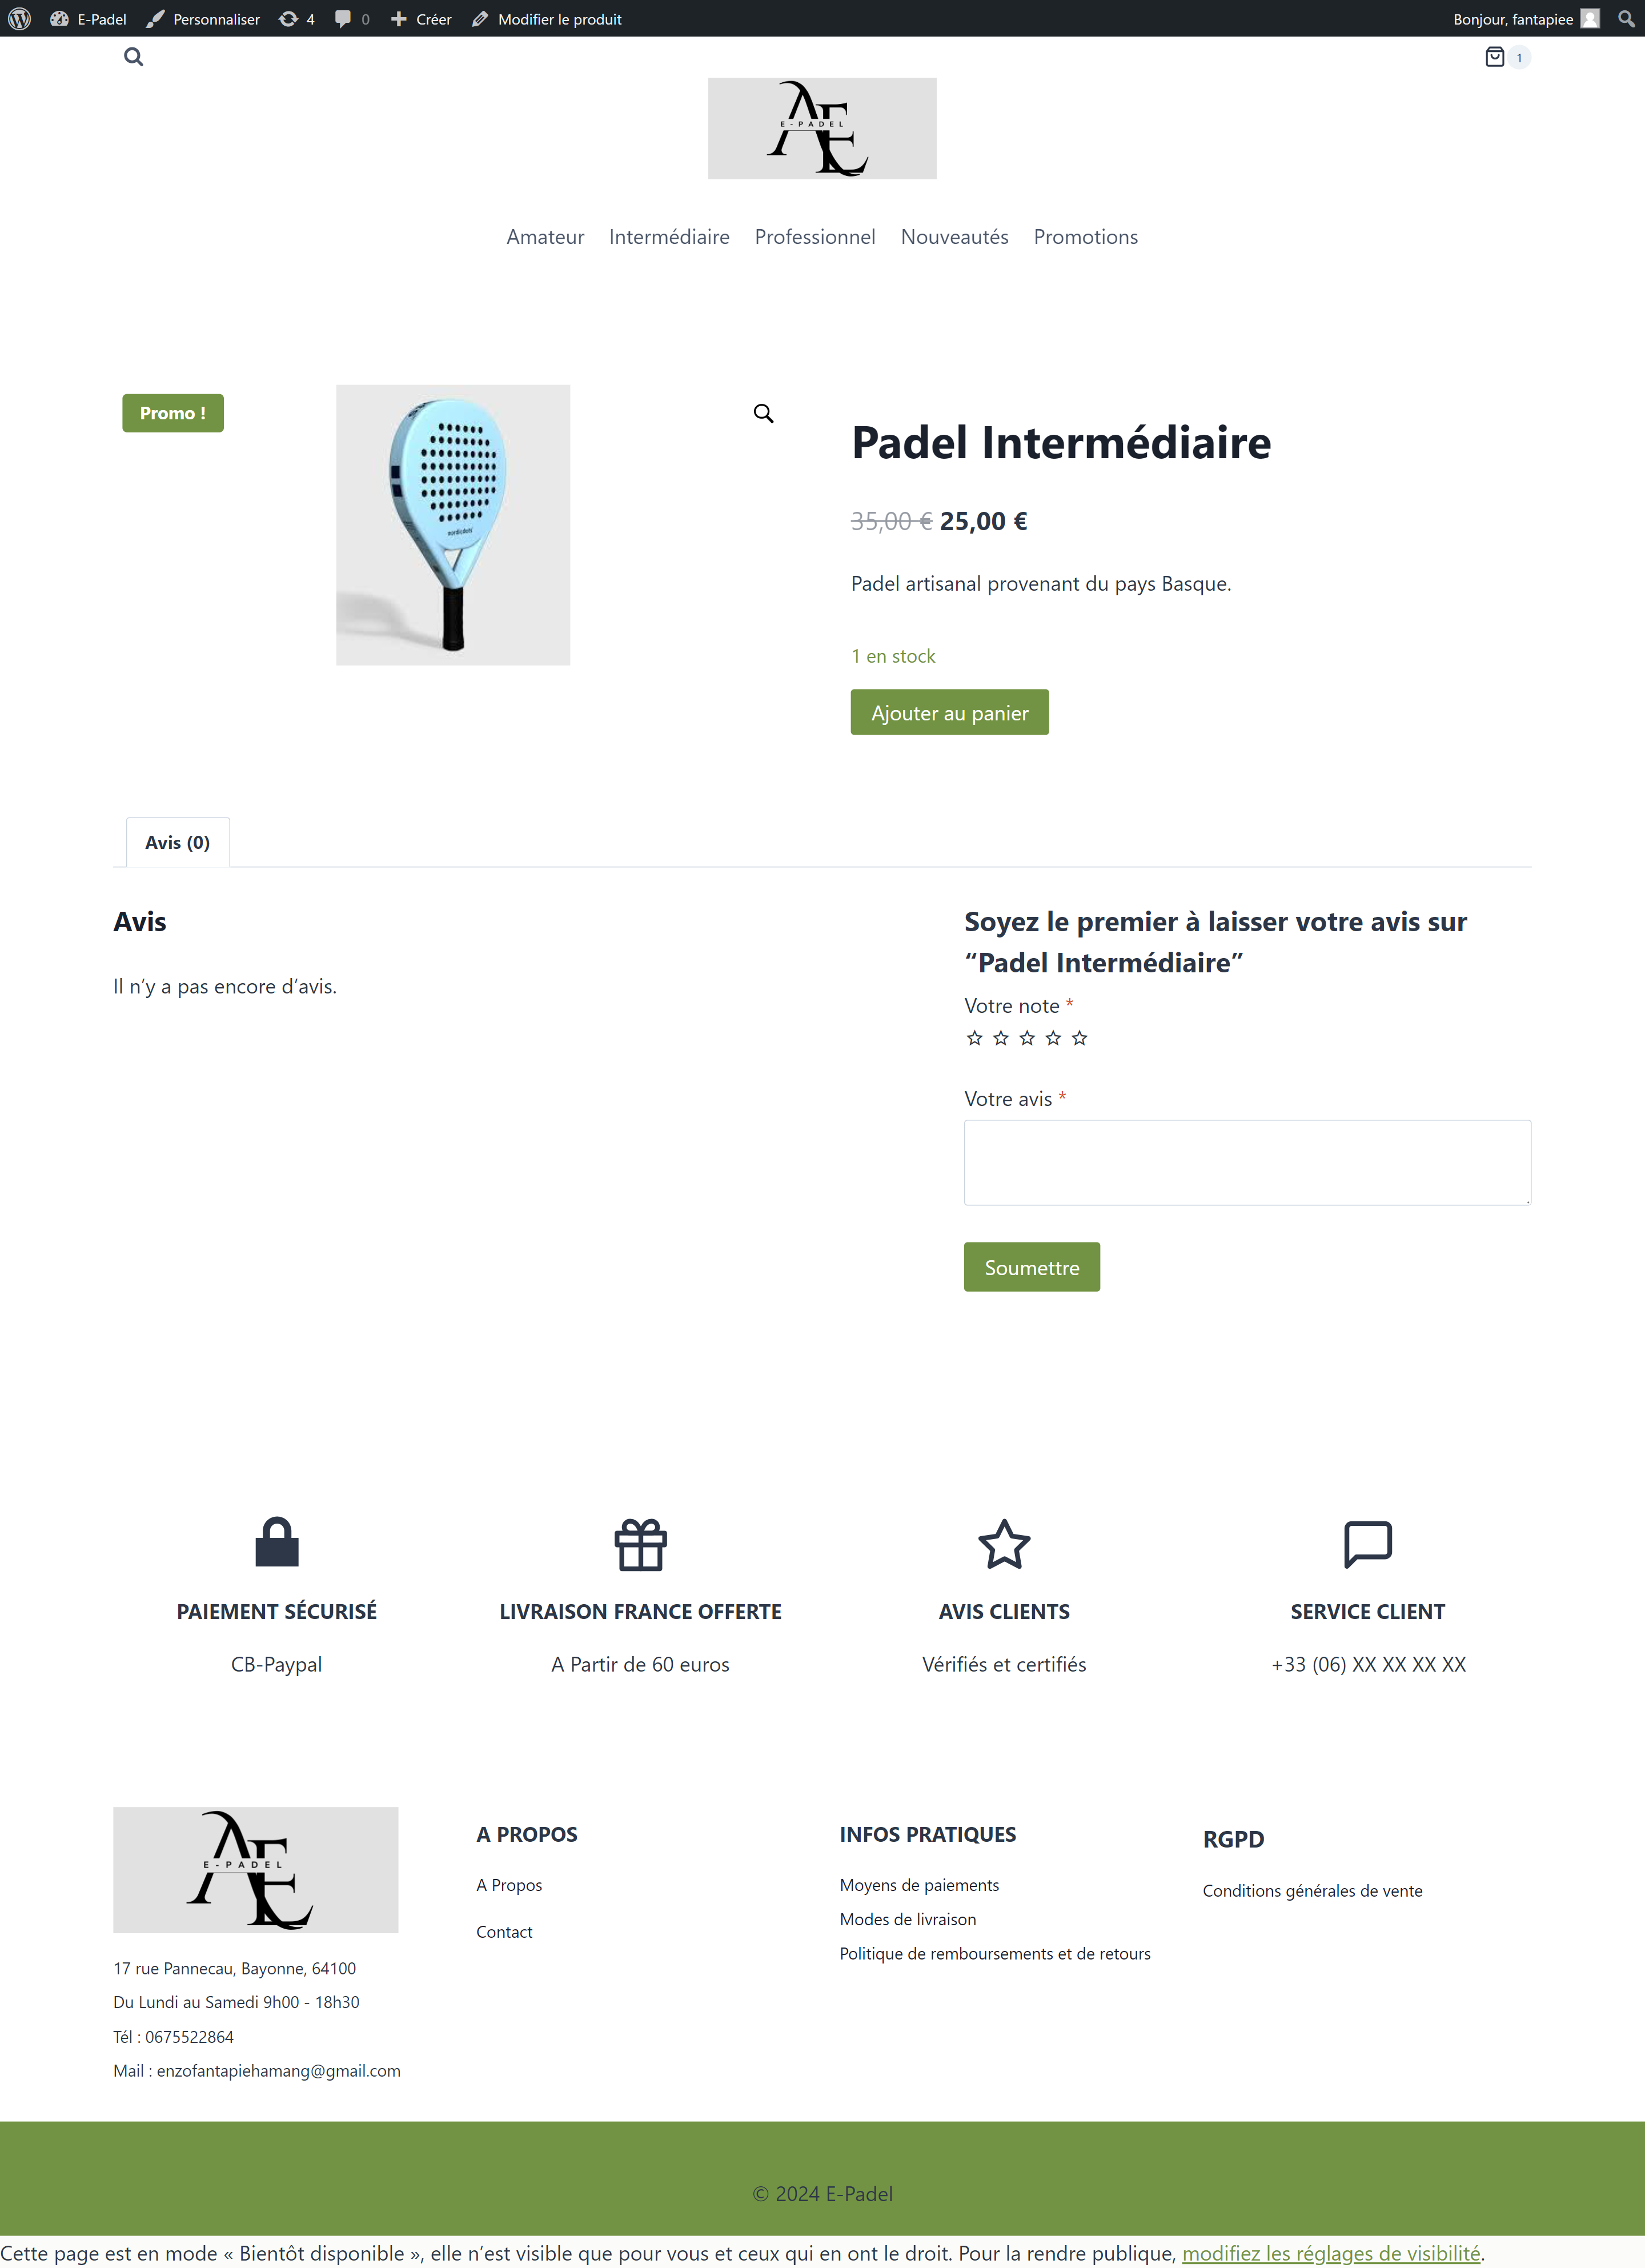 E-Padel Personnaliser 4 0 Créer Modifier le produit Bonjour, fantapiee
1
AE
E-PADEL
Amateur Intermédiaire Professionnel Nouveautés Promotions
Promo !
Padel Intermédiaire
35,00 € 25,00 €
Padel artisanal provenant du pays Basque.
1 en stock
Ajouter au panier
Avis (0)
Avis
Il n’y a pas encore d’avis.
Soyez le premier à laisser votre avis sur
“Padel Intermédiaire”
Votre note *
Votre avis *
Soumettre
PAIEMENT SÉCURISÉ
CB-Paypal
LIVRAISON FRANCE OFFERTE
A Partir de 60 euros
AVIS CLIENTS
Vérifiés et certifiés
SERVICE CLIENT
+33 (06) XX XX XX XX
AE
E-PADEL
17 rue Pannecau, Bayonne, 64100
Du Lundi au Samedi 9h00 - 18h30
Tél : 0675522864
Mail : enzofantapiehamang@gmail.com
A PROPOS
A Propos
Contact
INFOS PRATIQUES
Moyens de paiements
Modes de livraison
Politique de remboursements et de retours
RGPD
Conditions générales de vente
© 2024 E-Padel
Cette page est en mode « Bientôt disponible », elle n’est visible que pour vous et ceux qui en ont le droit. Pour la rendre publique, modifiez les réglages de visibilité.